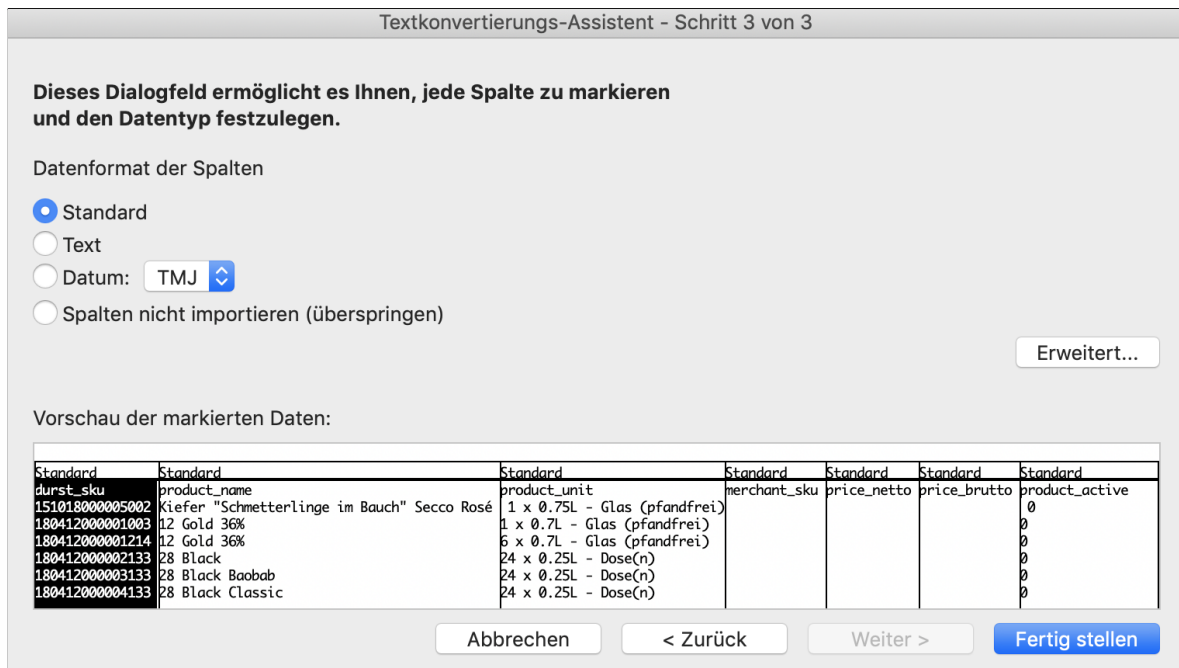 Textkonvertierungs-Assistent - Schritt 3 von 3
Dieses Dialogfeld ermöglicht es Ihnen, jede Spalte zu markieren
und den Datentyp festzulegen.
Datenformat der Spalten
Standard
Text
Datum: TMJ
Spalten nicht importieren (überspringen)
Erweitert...
Vorschau der markierten Daten:
Standard Standard Standard Standard Standard Standard Standard
durst_sku product_name product_unit merchant_sku price_netto price_brutto product_active
151018000005002 Kiefer "Schmetterlinge im Bauch" Secco Rosé 1 x 0.75L - Glas (pfandfrei) 0
180412000001003 12 Gold 36% 1 x 0.7L - Glas (pfandfrei) 0
180412000001214 12 Gold 36% 6 x 0.7L - Glas (pfandfrei) 0
180412000002133 28 Black 24 x 0.25L - Dose(n) 0
180412000003133 28 Black Baobab 24 x 0.25L - Dose(n) 0
180412000004133 28 Black Classic 24 x 0.25L - Dose(n) 0
Abbrechen < Zurück Weiter > Fertig stellen